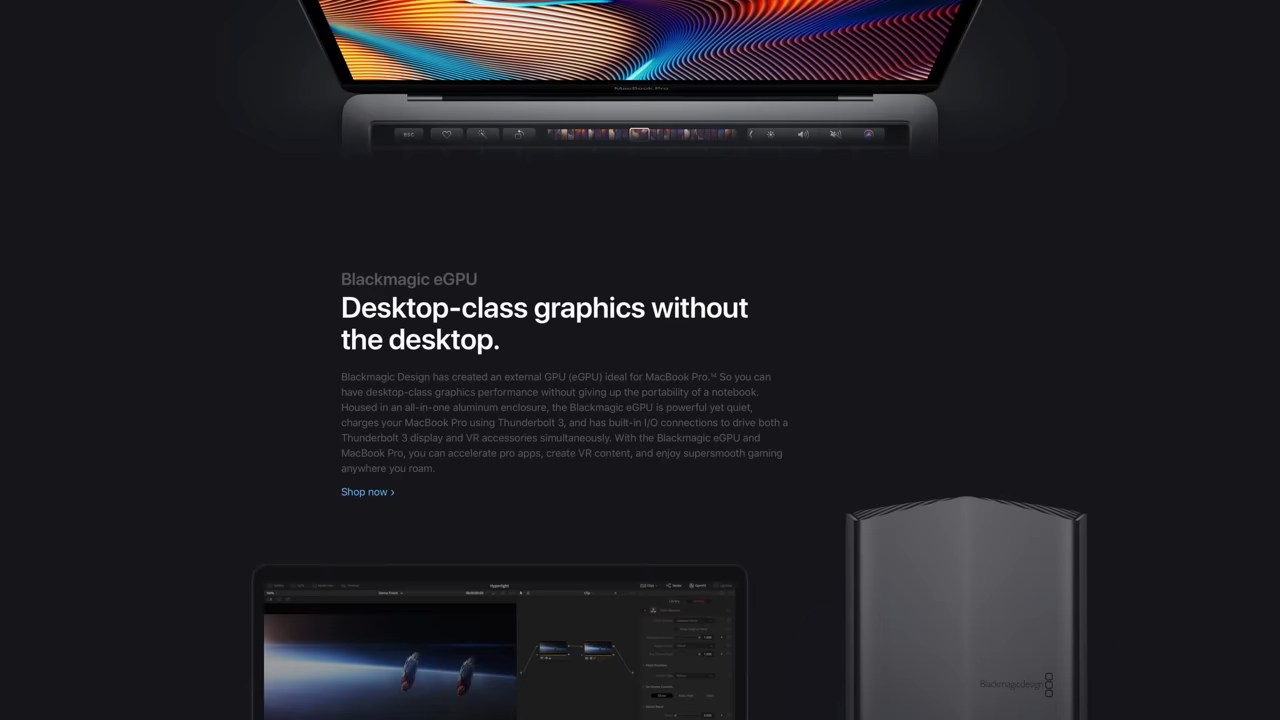 MacBook Pro
esc
Blackmagic eGPU
Desktop-class graphics without
the desktop.
Blackmagic Design has created an external GPU (eGPU) ideal for MacBook Pro.¹⁴ So you can
have desktop-class graphics performance without giving up the portability of a notebook.
Housed in an all-in-one aluminum enclosure, the Blackmagic eGPU is powerful yet quiet,
charges your MacBook Pro using Thunderbolt 3, and has built-in I/O connections to drive both a
Thunderbolt 3 display and VR accessories simultaneously. With the Blackmagic eGPU and
MacBook Pro, you can accelerate pro apps, create VR content, and enjoy supersmooth gaming
anywhere you roam.
Shop now ›
Hyperlight
Blackmagicdesign